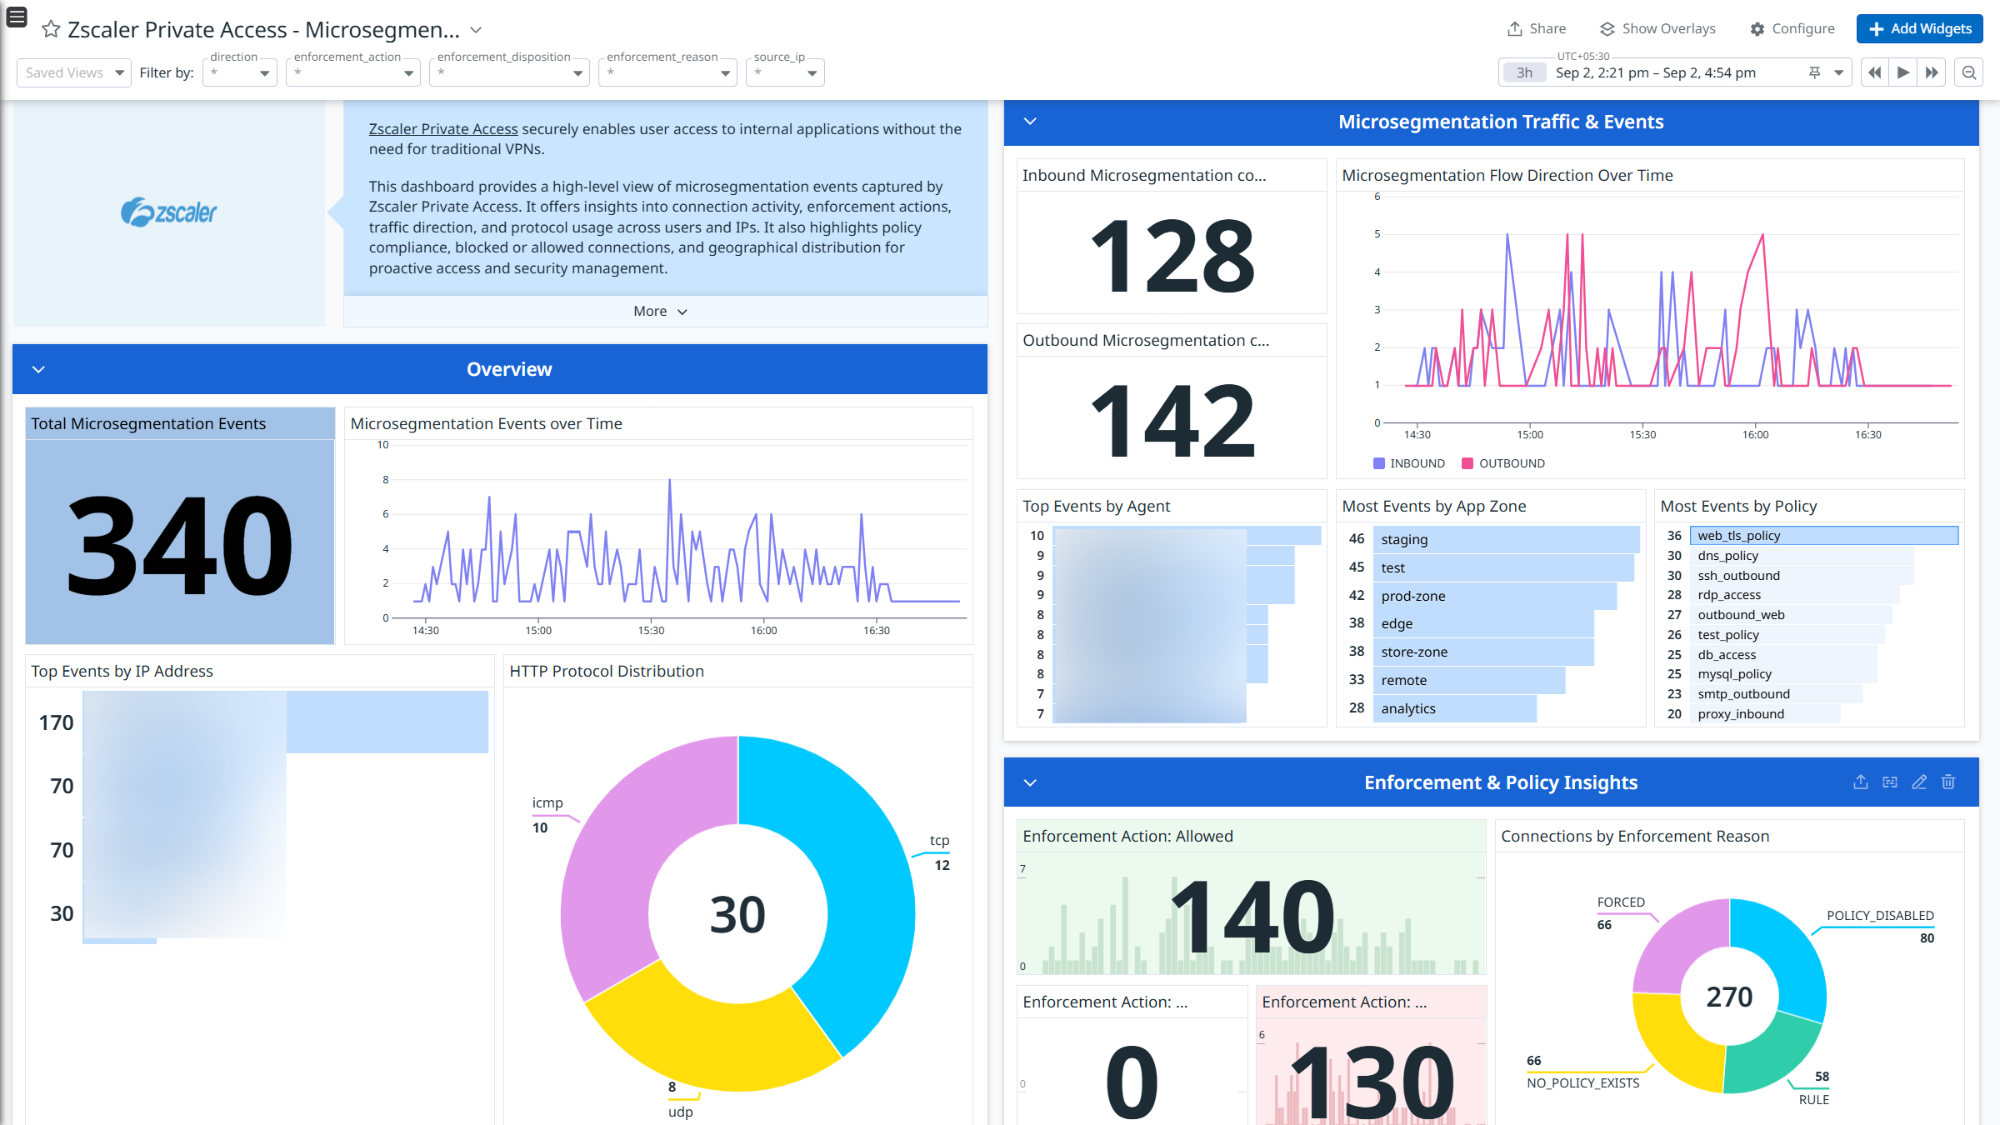 Zscaler Private Access - Microsegmen...
Share
Show Overlays
Configure
Add Widgets
Saved Views
Filter by:
direction
*
enforcement_action
*
enforcement_disposition
*
enforcement_reason
*
source_ip
*
UTC+05:30
3h
Sep 2, 2:21 pm – Sep 2, 4:54 pm
zscaler
Zscaler Private Access securely enables user access to internal applications without the
need for traditional VPNs.
This dashboard provides a high-level view of microsegmentation events captured by
Zscaler Private Access. It offers insights into connection activity, enforcement actions,
traffic direction, and protocol usage across users and IPs. It also highlights policy
compliance, blocked or allowed connections, and geographical distribution for
proactive access and security management.
More
Overview
Total Microsegmentation Events
340
Microsegmentation Events over Time
10
8
6
4
2
0
14:30
15:00
15:30
16:00
16:30
Top Events by IP Address
170
70
70
30
HTTP Protocol Distribution
icmp
10
tcp
12
30
8
udp
Microsegmentation Traffic & Events
Inbound Microsegmentation co...
128
Outbound Microsegmentation c...
142
Microsegmentation Flow Direction Over Time
6
5
4
3
2
1
0
14:30
15:00
15:30
16:00
16:30
INBOUND
OUTBOUND
Top Events by Agent
10
9
9
9
8
8
8
8
7
7
Most Events by App Zone
46 staging
45 test
42 prod-zone
38 edge
38 store-zone
33 remote
28 analytics
Most Events by Policy
36 web_tls_policy
30 dns_policy
30 ssh_outbound
28 rdp_access
27 outbound_web
26 test_policy
25 db_access
25 mysql_policy
23 smtp_outbound
20 proxy_inbound
Enforcement & Policy Insights
Enforcement Action: Allowed
7
140
0
Enforcement Action: ...
0
0
Enforcement Action: ...
6
130
Connections by Enforcement Reason
FORCED
66
POLICY_DISABLED
80
270
66
NO_POLICY_EXISTS
58
RULE